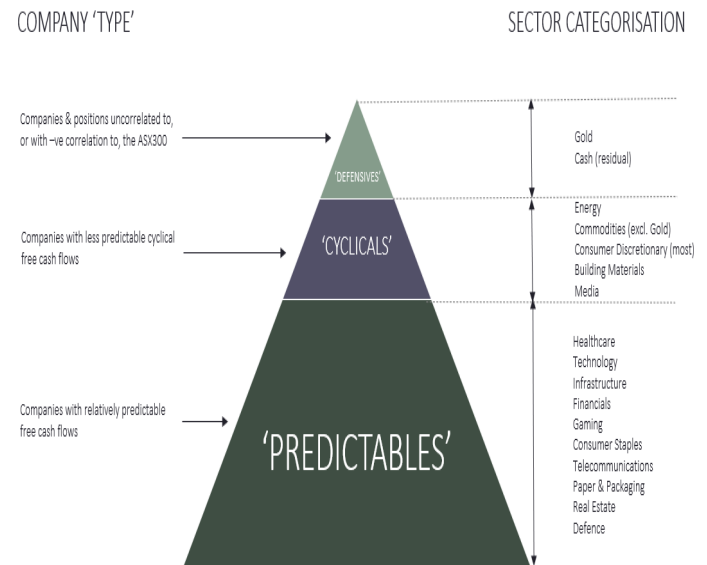 COMPANY ‘TYPE’
SECTOR CATEGORISATION
Companies & positions uncorrelated to,
or with –ve correlation to, the ASX300
‘DEFENSIVES’
Gold
Cash (residual)
Companies with less predictable cyclical
free cash flows
‘CYCLICALS’
Energy
Commodities (excl. Gold)
Consumer Discretionary (most)
Building Materials
Media
Companies with relatively predictable
free cash flows
‘PREDICTABLES’
Healthcare
Technology
Infrastructure
Financials
Gaming
Consumer Staples
Telecommunications
Paper & Packaging
Real Estate
Defence